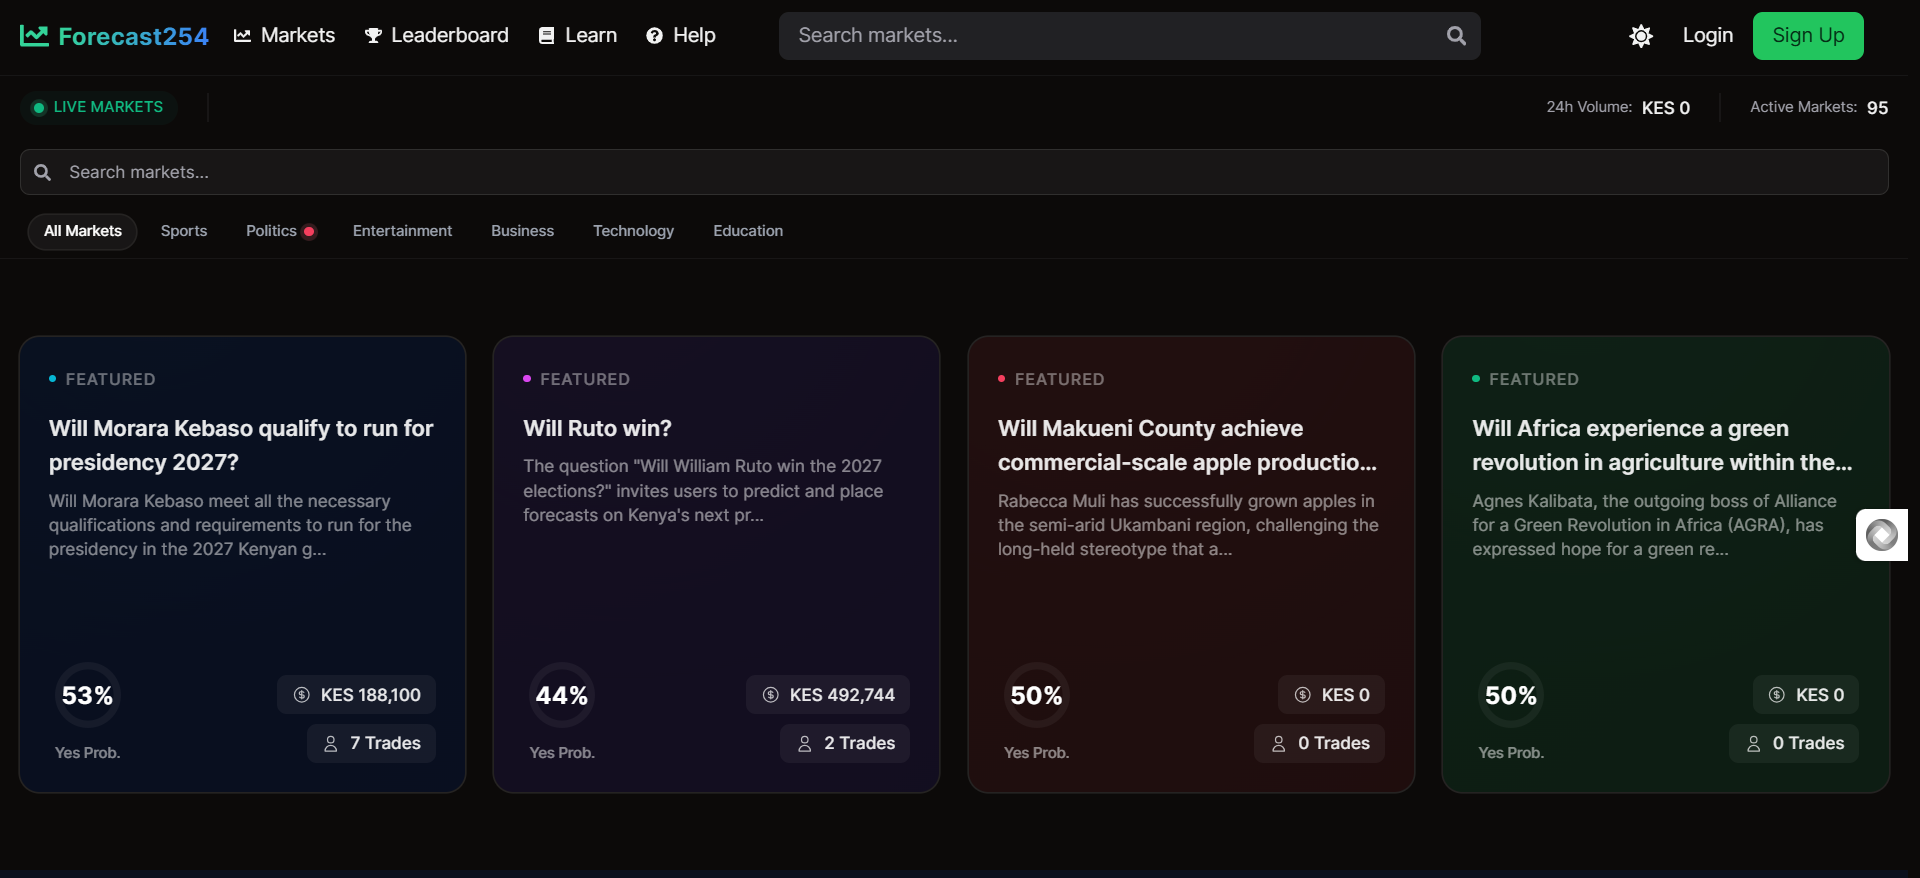 Forecast254 Markets Leaderboard Learn Help Search markets... Login Sign Up
LIVE MARKETS 24h Volume: KES 0 Active Markets: 95
Search markets...
All Markets Sports Politics Entertainment Business Technology Education
FEATURED
Will Morara Kebaso qualify to run for
presidency 2027?
Will Morara Kebaso meet all the necessary
qualifications and requirements to run for the
presidency in the 2027 Kenyan g...
53%
Yes Prob.
KES 188,100
7 Trades
FEATURED
Will Ruto win?
The question "Will William Ruto win the 2027
elections?" invites users to predict and place
forecasts on Kenya's next pr...
44%
Yes Prob.
KES 492,744
2 Trades
FEATURED
Will Makueni County achieve
commercial-scale apple productio...
Rabecca Muli has successfully grown apples in
the semi-arid Ukambani region, challenging the
long-held stereotype that a...
50%
Yes Prob.
KES 0
0 Trades
FEATURED
Will Africa experience a green
revolution in agriculture within the...
Agnes Kalibata, the outgoing boss of Alliance
for a Green Revolution in Africa (AGRA), has
expressed hope for a green re...
50%
Yes Prob.
KES 0
0 Trades